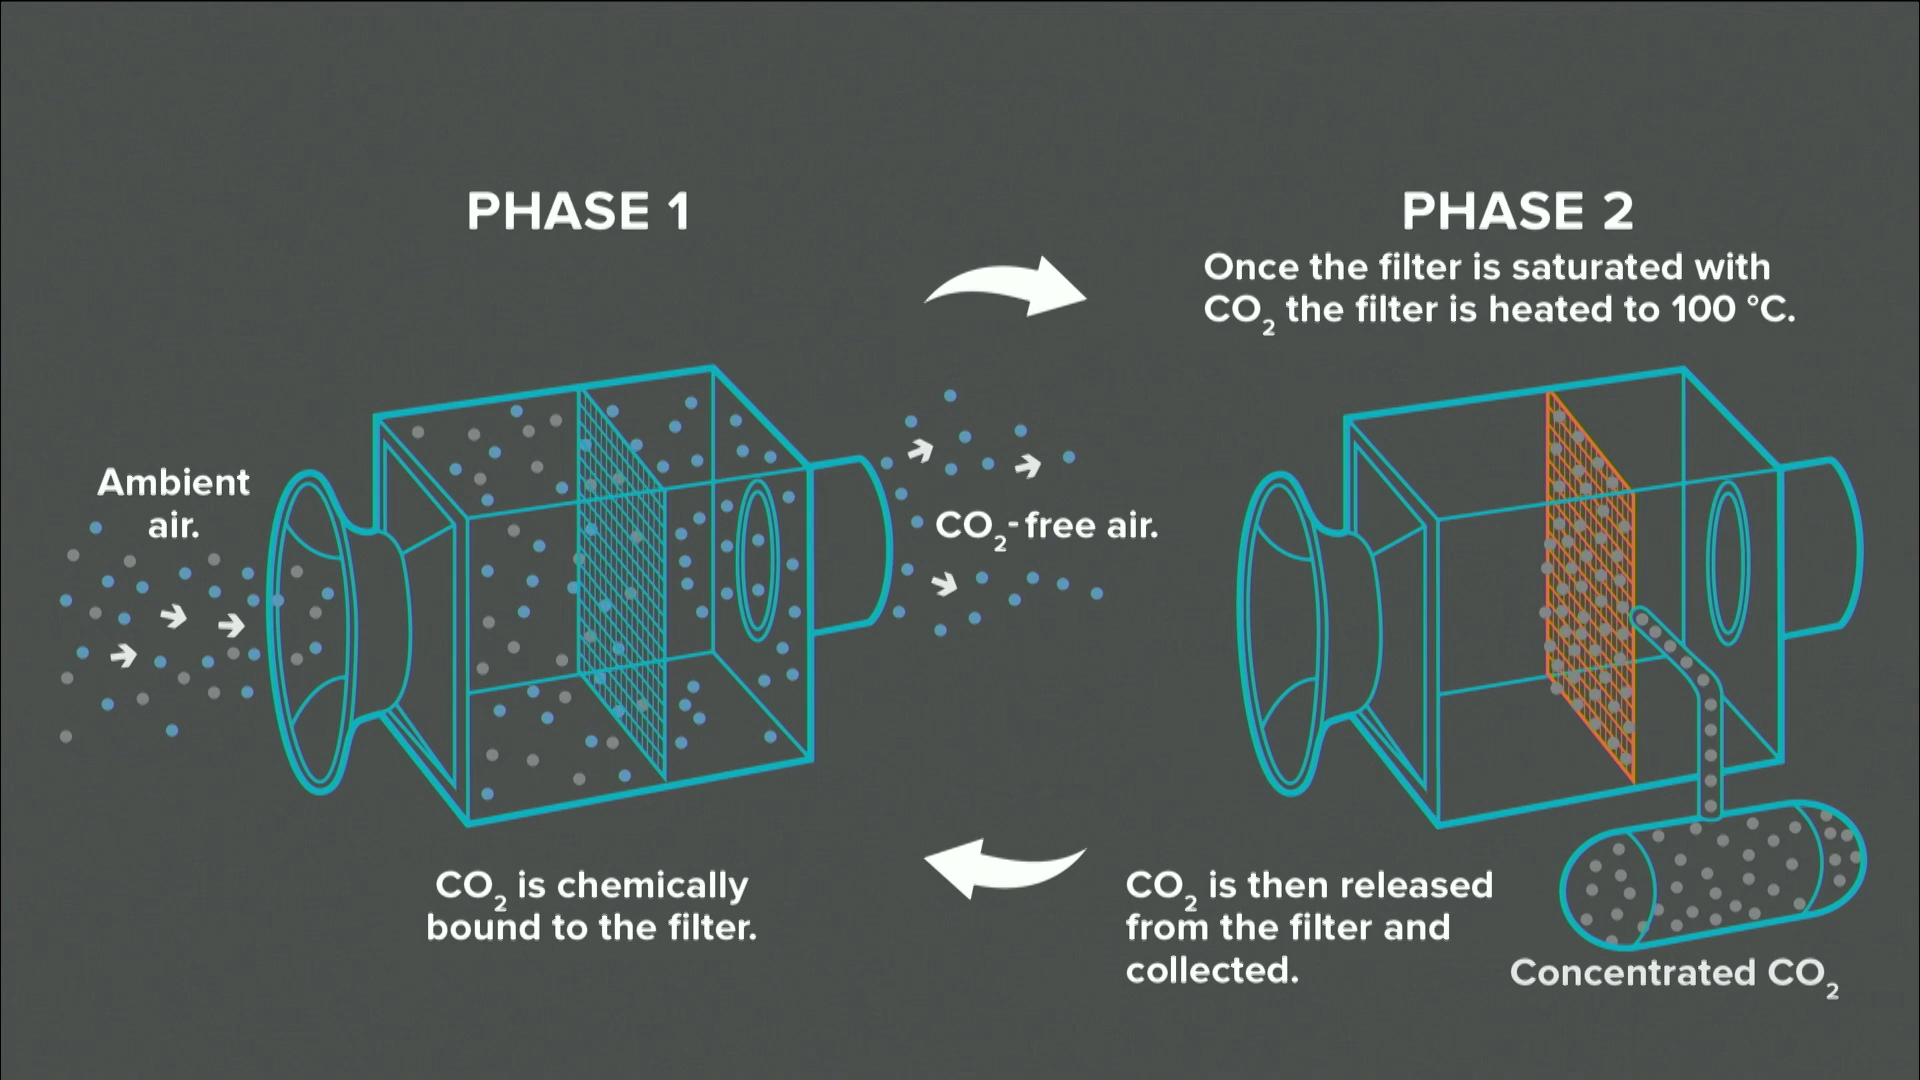 PHASE 1
Ambient
air.
CO₂-free air.
CO₂ is chemically
bound to the filter.
PHASE 2
Once the filter is saturated with
CO₂ the filter is heated to 100 °C.
CO₂ is then released
from the filter and
collected.
Concentrated CO₂